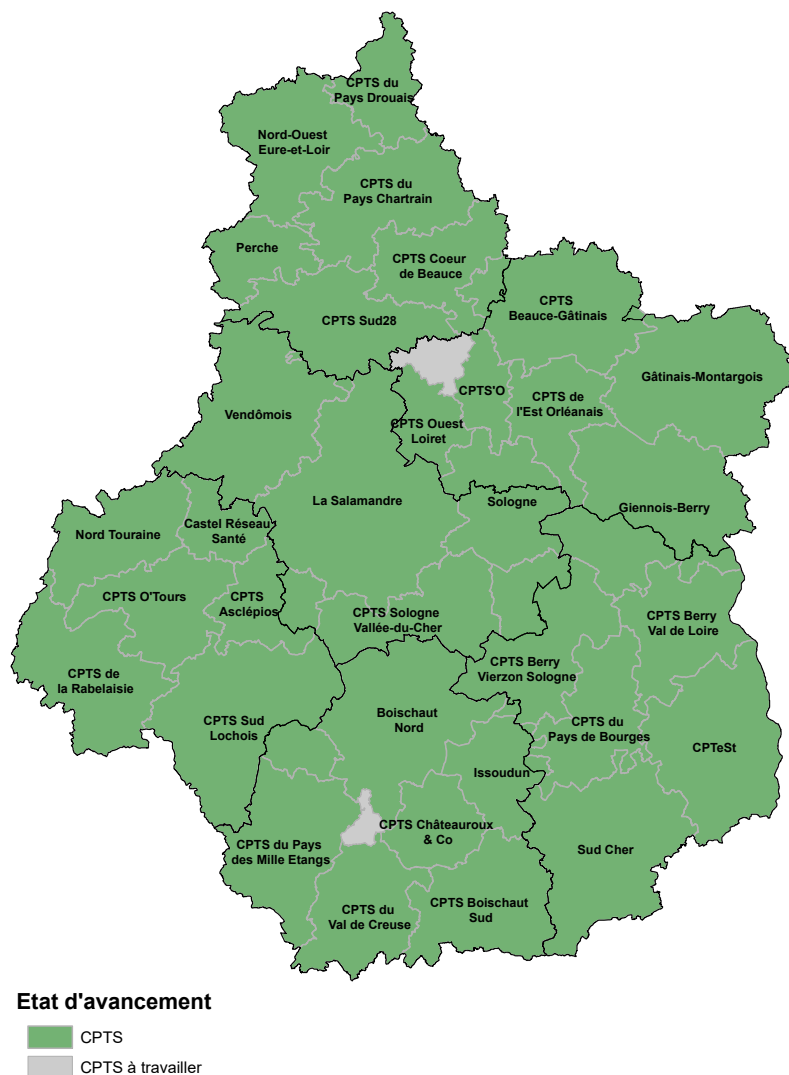 CPTS du
Pays Drouais
Nord-Ouest
Eure-et-Loir
CPTS du
Pays Chartrain
Perche
CPTS Coeur
de Beauce
CPTS Sud28
CPTS
Beauce-Gâtinais
Gâtinais-Montargois
CPTS'O
CPTS de
l'Est Orléanais
CPTS Ouest
Loiret
Vendômois
La Salamandre
Sologne
Giennois-Berry
Nord Touraine
Castel Réseau
Santé
CPTS O'Tours
CPTS
Asclépios
CPTS Sologne
Vallée-du-Cher
CPTS Berry
Val de Loire
CPTS de
la Rabelaisie
CPTS Berry
Vierzon Sologne
CPTS Sud
Lochois
Boischaut
Nord
CPTS du
Pays de Bourges
CPTeSt
Issoudun
CPTS Châteauroux
& Co
CPTS du Pays
des Mille Etangs
Sud Cher
CPTS du
Val de Creuse
CPTS Boischaut
Sud
Etat d'avancement
CPTS
CPTS à travailler